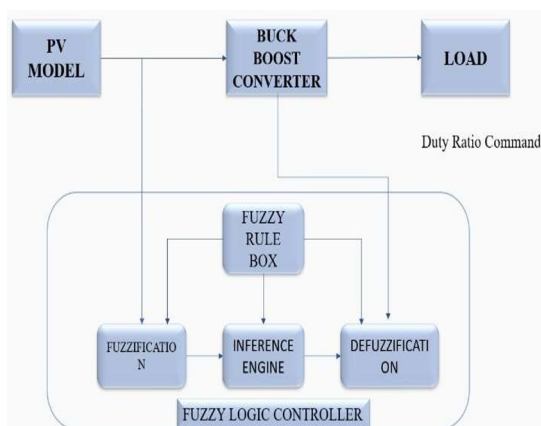 PV
MODEL
BUCK
BOOST
CONVERTER
LOAD
Duty Ratio Command
FUZZY
RULE
BOX
FUZZIFICATIO
N
INFERENCE
ENGINE
DEFUZZIFICATI
ON
FUZZY LOGIC CONTROLLER